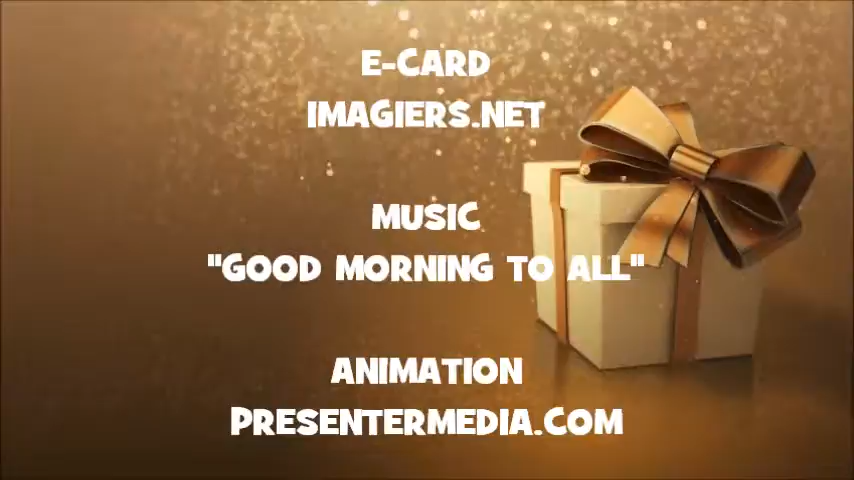 E-CARD
IMAGIERS.NET
MUSIC
"GOOD MORNING TO ALL"
ANIMATION
PRESENTERMEDIA.COM